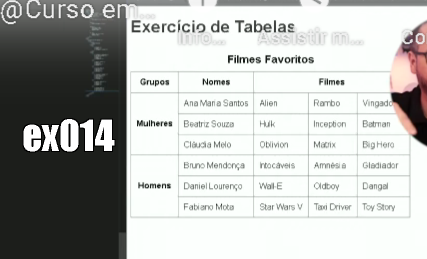 @Curso em...
Exercício de Tabelas
Info...
Assistir m...
Co
Filmes Favoritos
Grupos Nomes Filmes
Ana Maria Santos Alien Rambo Vingado
Mulheres Beatriz Souza Hulk Inception Batman
Cláudia Melo Oblivion Matrix Big Hero
Bruno Mendonça Intocáveis Amnésia Gladiador
Homens Daniel Lourenço Wall-E Oldboy Dangal
Fabiano Mota Star Wars V Taxi Driver Toy Story
ex014